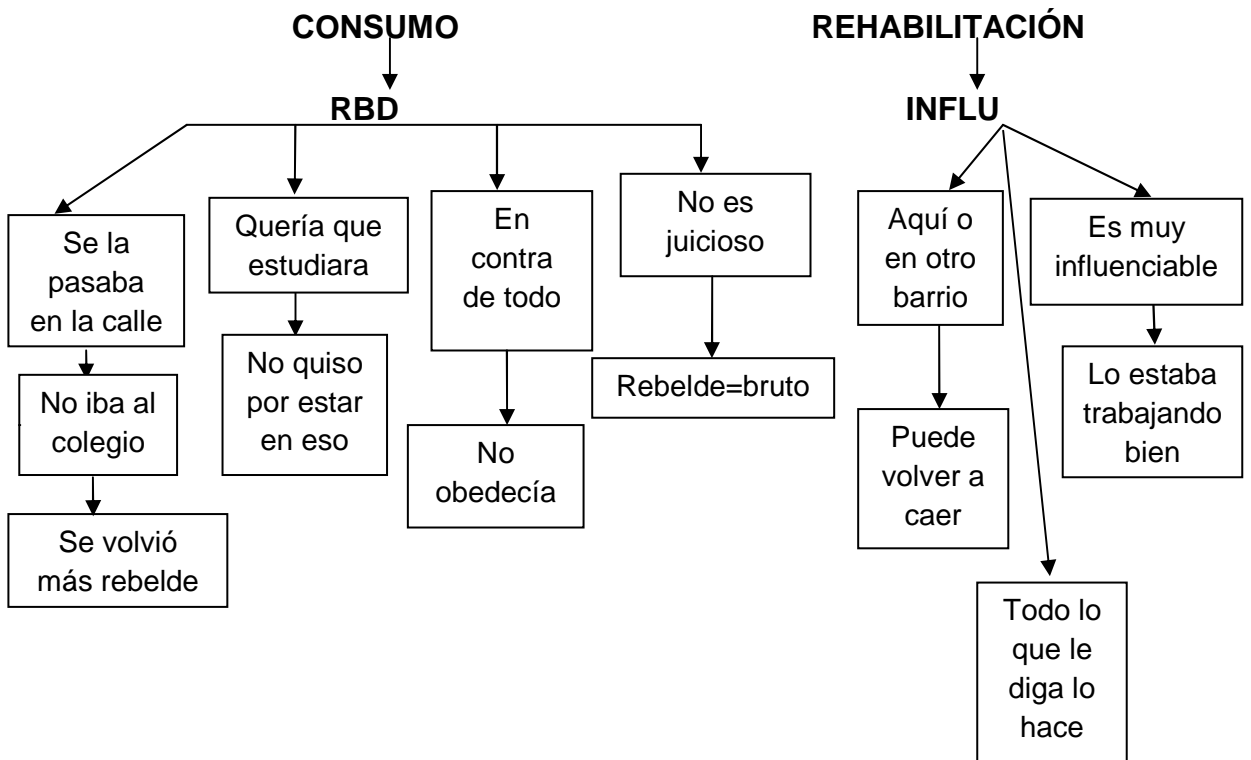 CONSUMO
RBD
Se la
pasaba
en la calle
No iba al
colegio
Se volvió
más rebelde
Quería que
estudiara
No quiso
por estar
en eso
En
contra
de todo
No
obedecía
No es
juicioso
Rebelde=bruto
REHABILITACIÓN
INFLU
Aquí o
en otro
barrio
Puede
volver a
caer
Todo lo
que le
diga lo
hace
Es muy
influenciable
Lo estaba
trabajando
bien